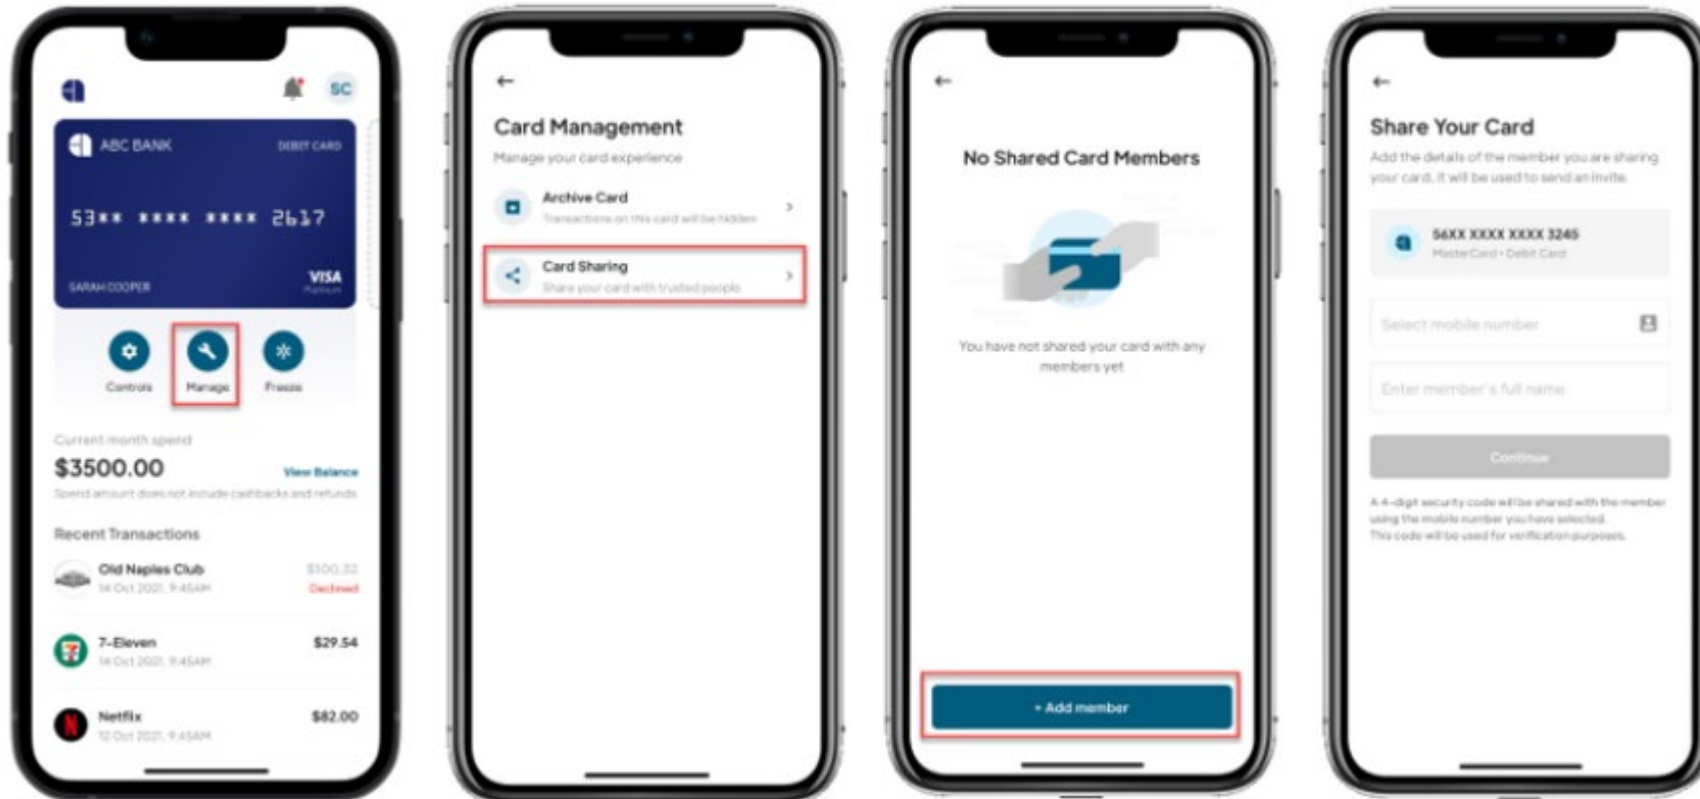 SC
ABC BANK
DEBIT CARD
53** **** **** 2617
SARAH COOPER
VISA
Platinum
Controls
Manage
Freeze
Current month spend
$3500.00
View Balance
Spend amount does not include cashbacks and refunds
Recent Transactions
Old Naples Club
$100.32
14 Oct 2021, 9:45AM
Declined
7-Eleven
$29.54
14 Oct 2021, 9:45AM
Netflix
$82.00
12 Oct 2021, 9:45AM
←
Card Management
Manage your card experience
Archive Card
Transactions on this card will be hidden
Card Sharing
Share your card with trusted people
←
No Shared Card Members
You have not shared your card with any
members yet
+ Add member
←
Share Your Card
Add the details of the member you are sharing
your card, it will be used to send an invite.
56XX XXXX XXXX 3245
MasterCard • Debit Card
Select mobile number
Enter member's full name
Continue
A 4-digit security code will be shared with the member
using the mobile number you have selected.
This code will be used for verification purposes.